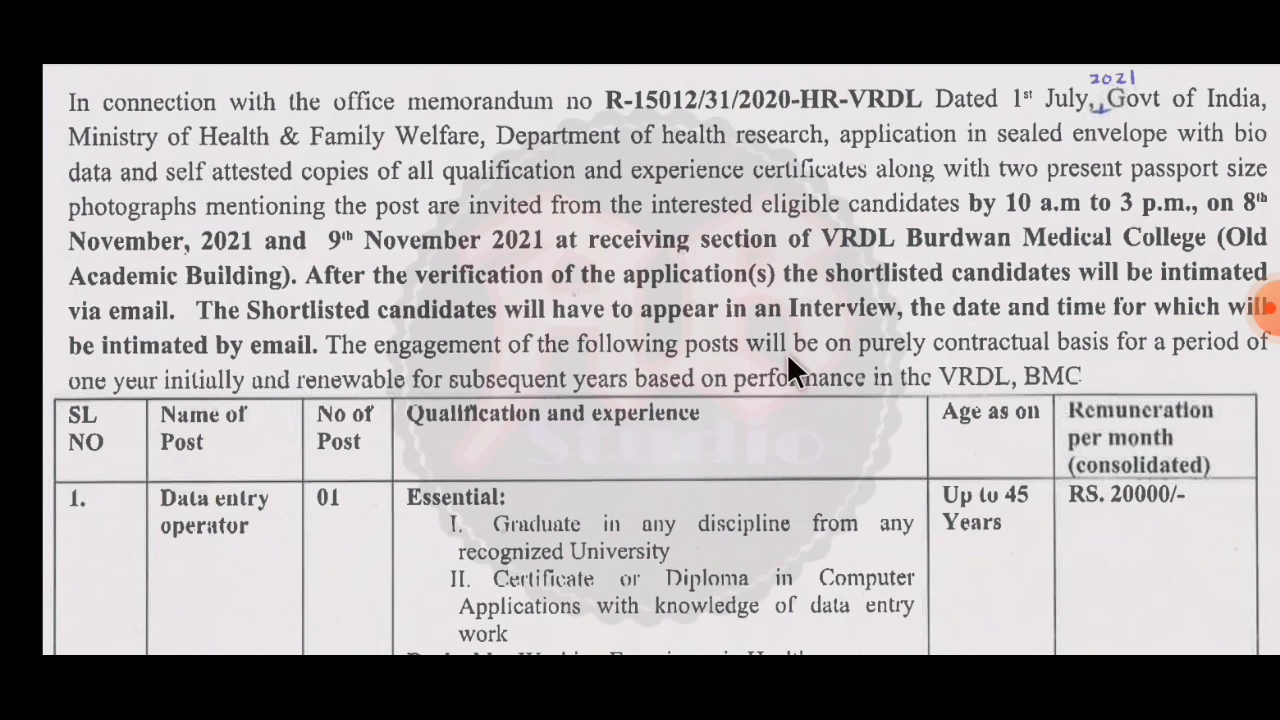 2021
In connection with the office memorandum no R-15012/31/2020-HR-VRDL Dated 1st July, Govt of India,
Ministry of Health & Family Welfare, Department of health research, application in sealed envelope with bio
data and self attested copies of all qualification and experience certificates along with two present passport size
photographs mentioning the post are invited from the interested eligible candidates by 10 a.m to 3 p.m., on 8th
November, 2021 and 9th November 2021 at receiving section of VRDL Burdwan Medical College (Old
Academic Building). After the verification of the application(s) the shortlisted candidates will be intimated
via email. The Shortlisted candidates will have to appear in an Interview, the date and time for which will
be intimated by email. The engagement of the following posts will be on purely contractual basis for a period of
one year initially and renewable for subsequent years based on performance in the VRDL, BMC
SL NO
Name of Post
No of Post
Qualification and experience
Age as on
Remuneration per month (consolidated)
1.
Data entry operator
01
Essential:
I. Graduate in any discipline from any
recognized University
II. Certificate or Diploma in Computer
Applications with knowledge of data entry
work
Up to 45 Years
RS. 20000/-
Studio